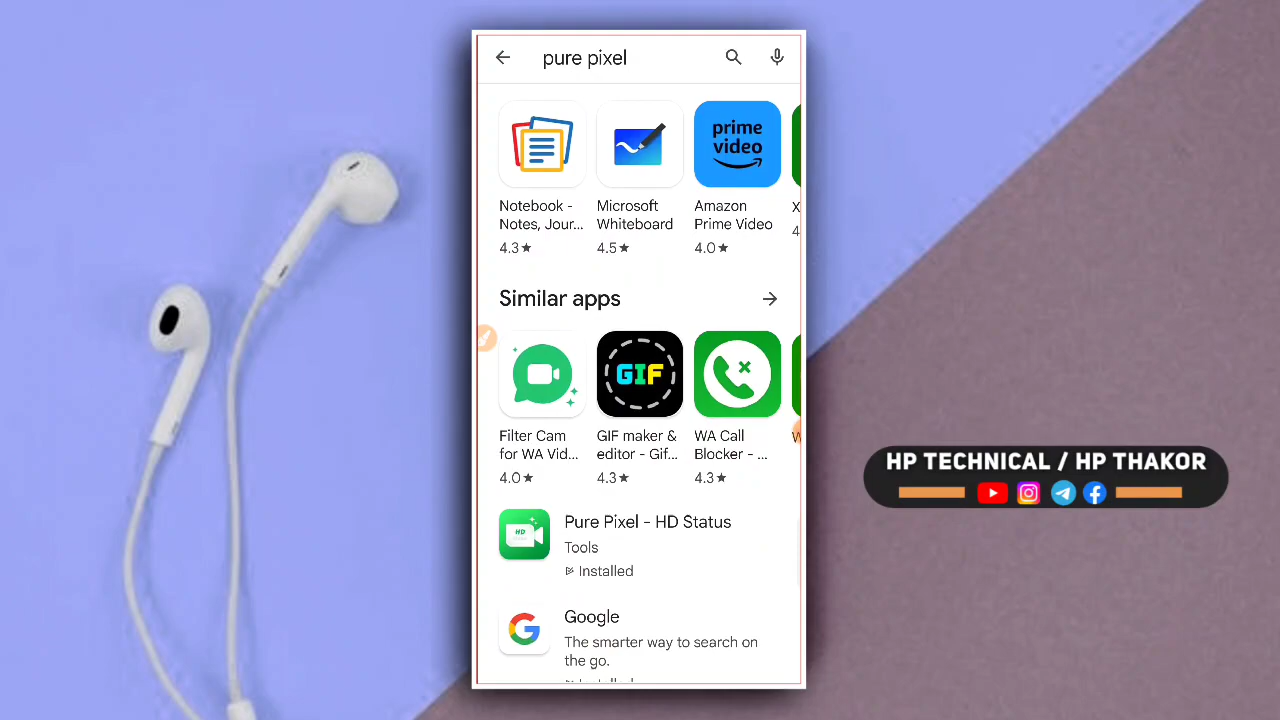 pure pixel
prime
video
Notebook -
Notes, Jour...
4.3★
Microsoft
Whiteboard
4.5★
Amazon
Prime Video
4.0★
X
4
Similar apps
GIF
Filter Cam
for WA Vid...
4.0★
GIF maker &
editor - Gif...
4.3★
WA Call
Blocker - ...
4.3★
W
HD
Pure Pixel - HD Status
Tools
Installed
G
Google
The smarter way to search on
the go.
HP TECHNICAL / HP THAKOR